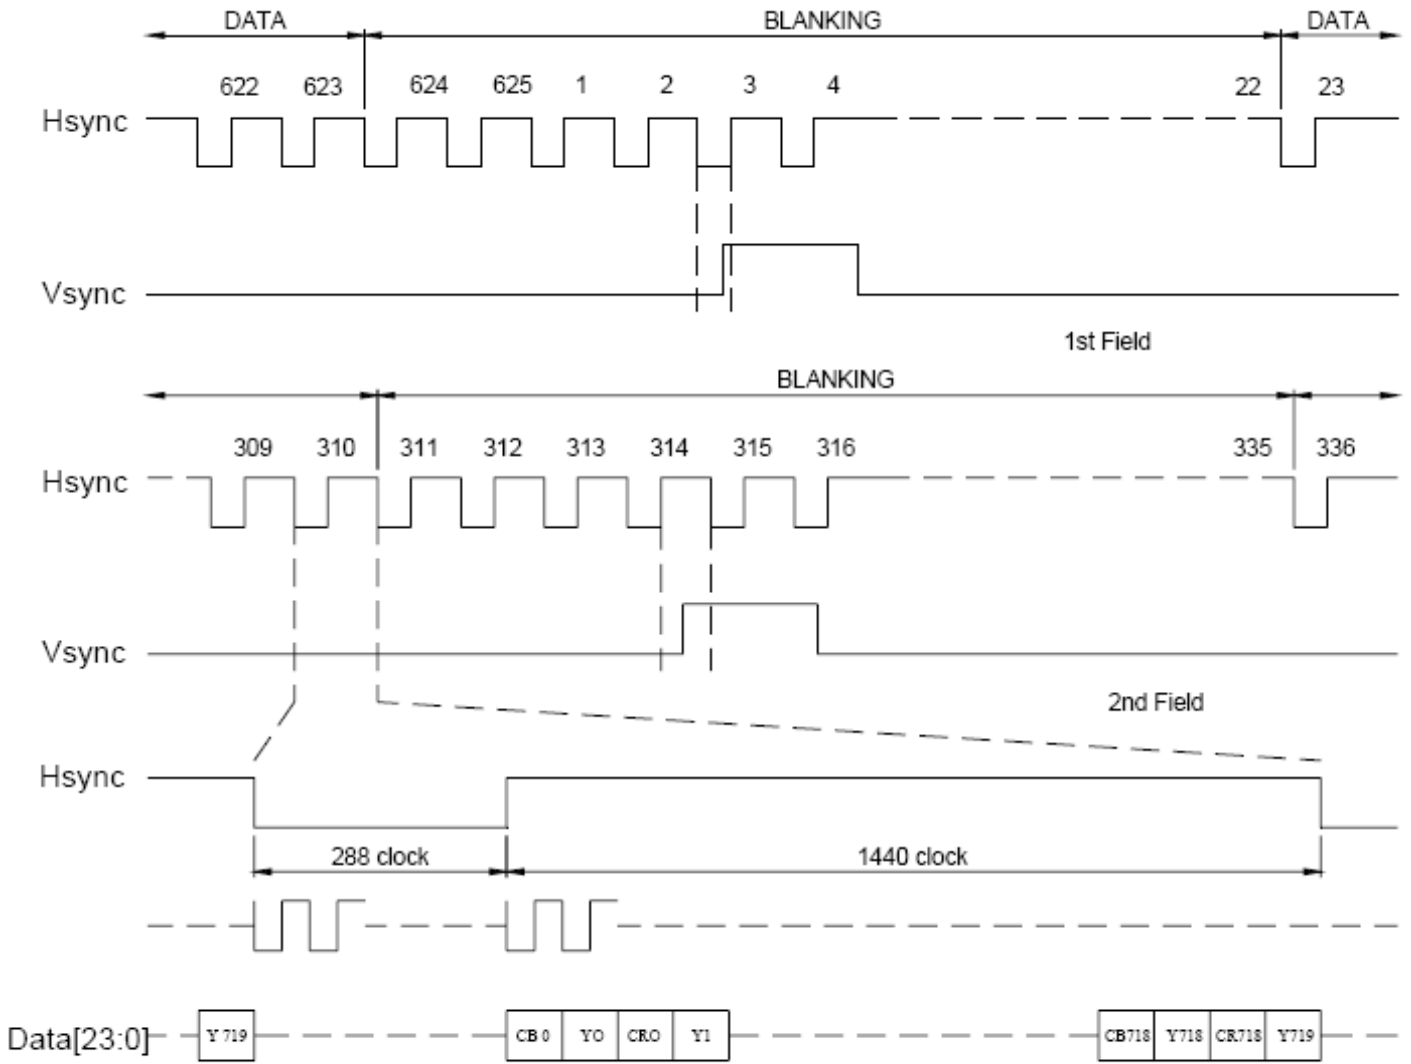 DATA BLANKING DATA
622 623 624 625 1 2 3 4 22 23
Hsync
Vsync
1st Field
BLANKING
309 310 311 312 313 314 315 316 335 336
Hsync
Vsync
2nd Field
Hsync
288 clock 1440 clock
Data[23:0] Y 719 CB 0 YO CRO Y1 CB718 Y718 CR718 Y719